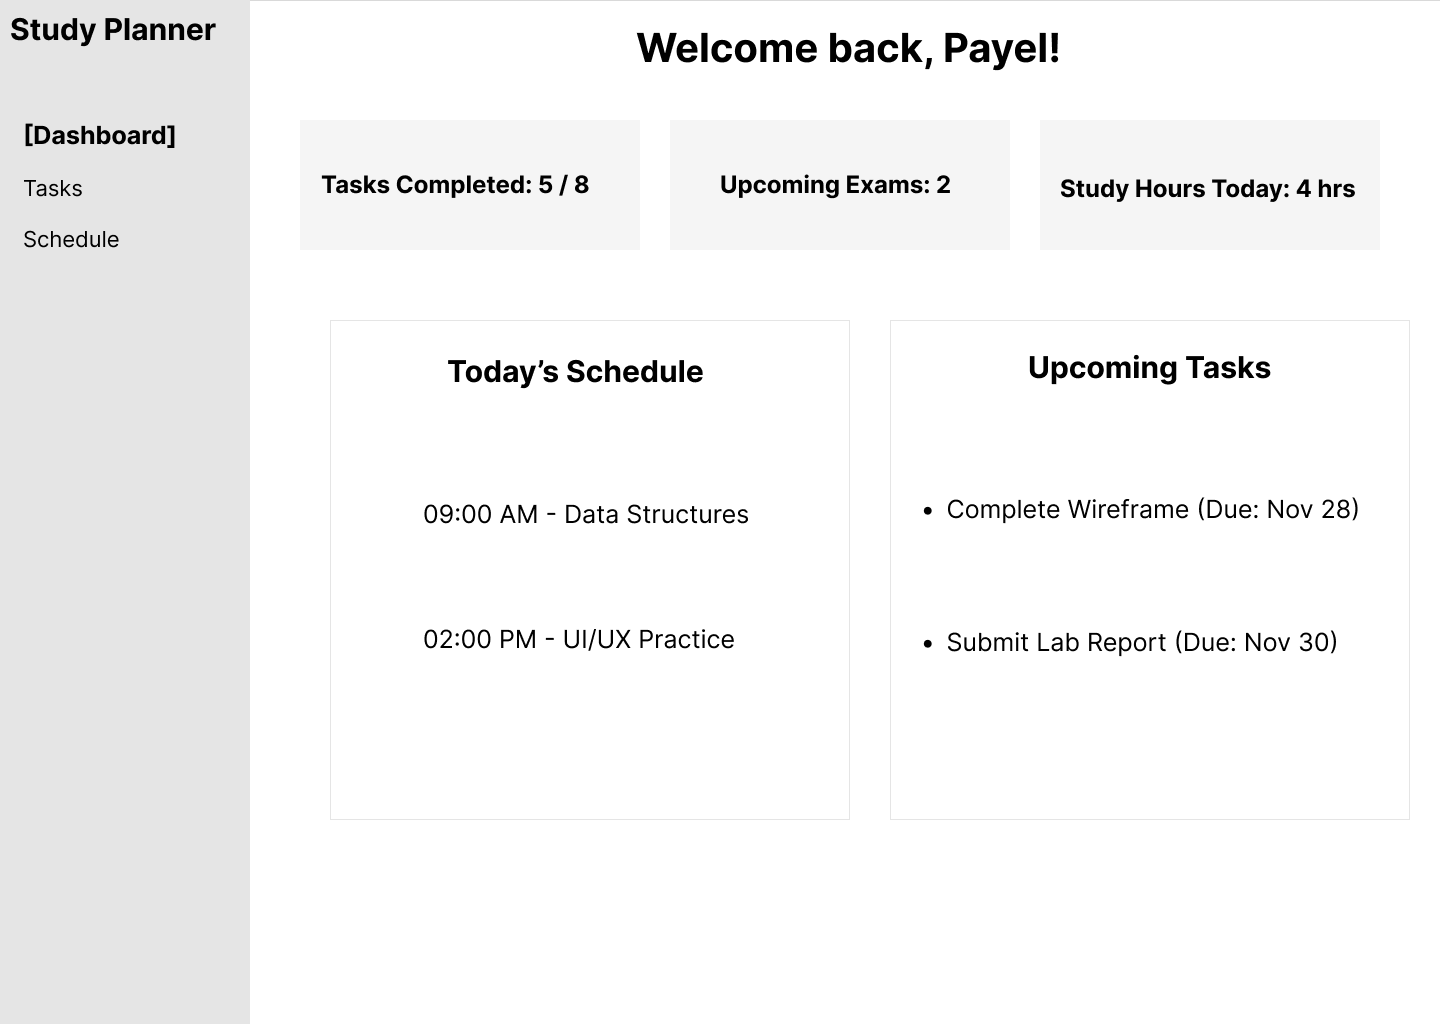 Study Planner
[Dashboard]
Tasks
Schedule
Welcome back, Payel!
Tasks Completed: 5 / 8
Upcoming Exams: 2
Study Hours Today: 4 hrs
Today’s Schedule
09:00 AM - Data Structures
02:00 PM - UI/UX Practice
Upcoming Tasks
• Complete Wireframe (Due: Nov 28)
• Submit Lab Report (Due: Nov 30)